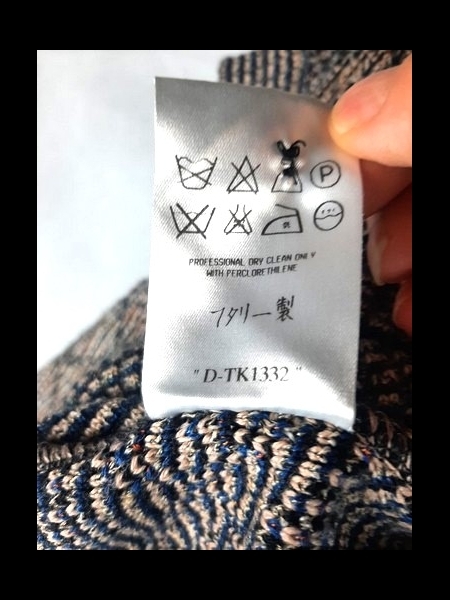 P
PROFESSIONAL DRY CLEAN ONLY
WITH PERCLORETHILENE
イタリー製
"D-TK1332"